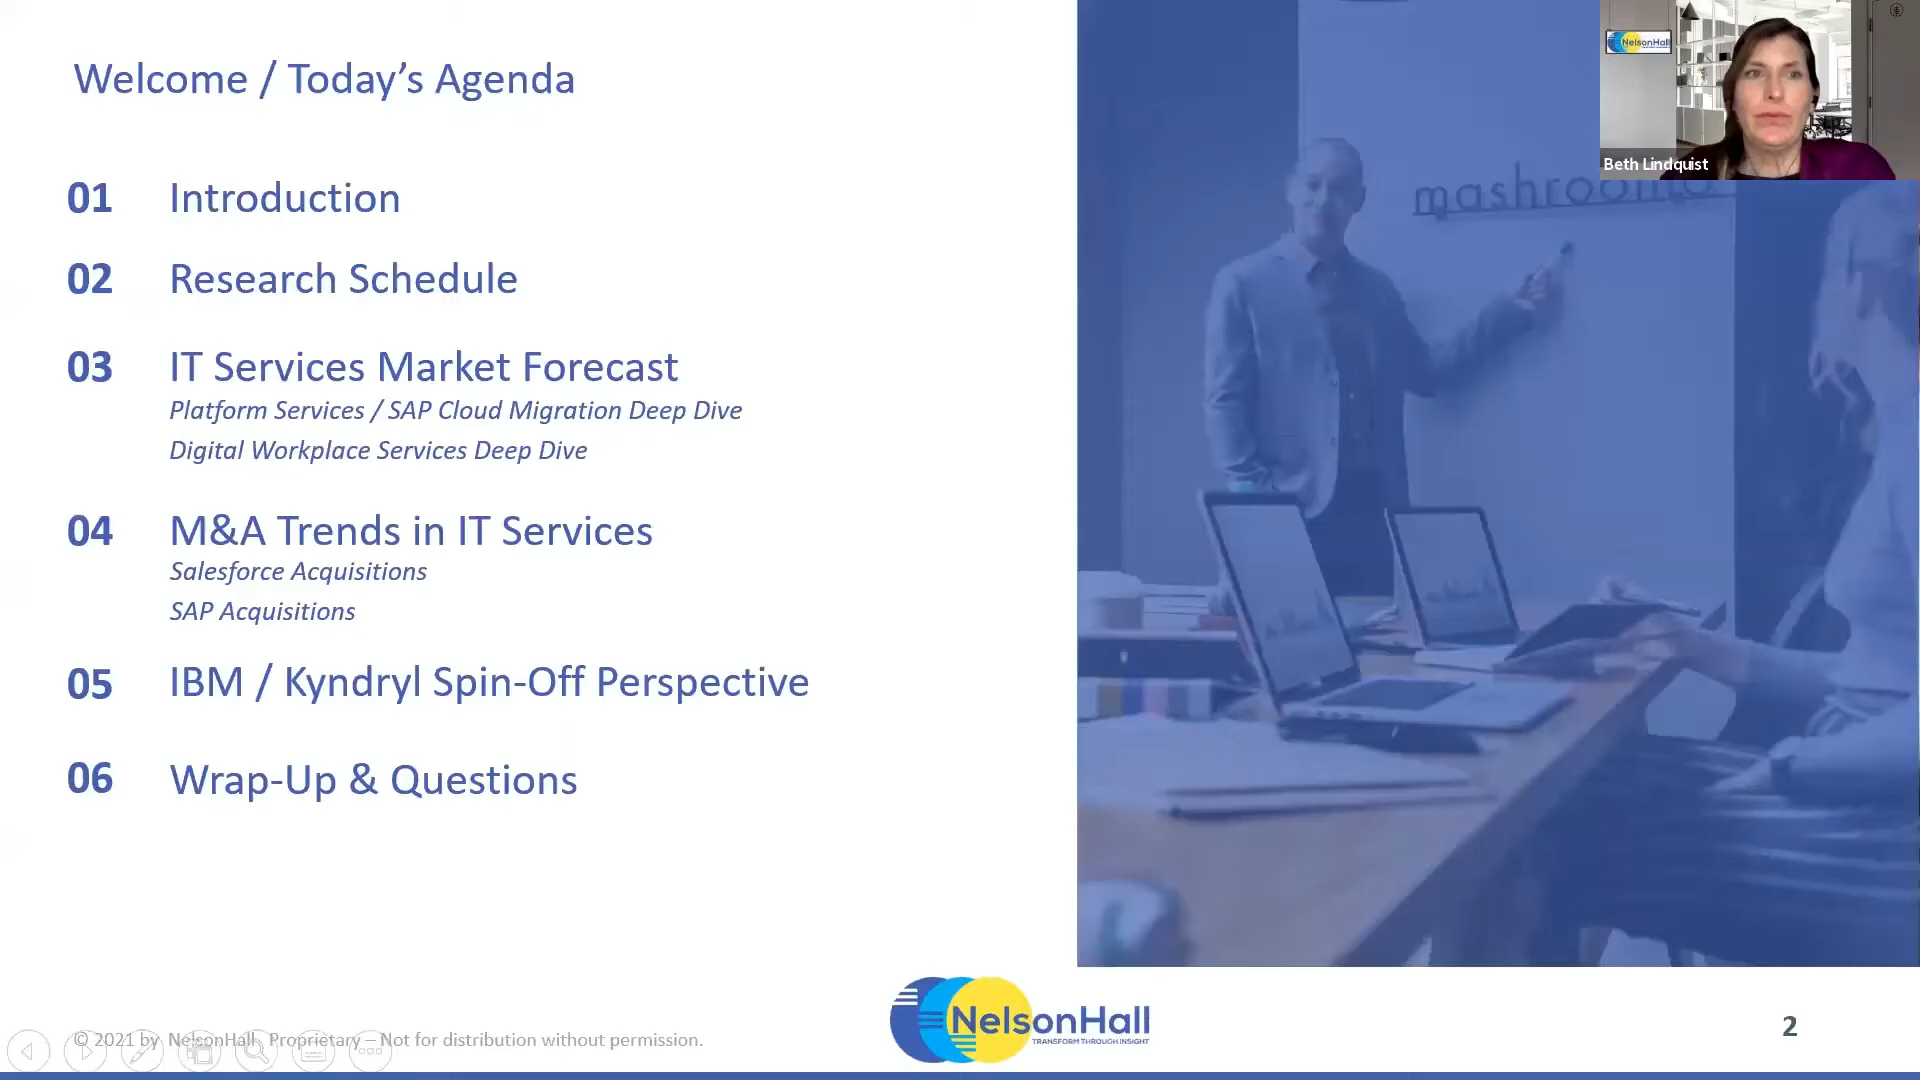 Welcome / Today’s Agenda
NelsonHall
Beth Lindquist
01 Introduction
02 Research Schedule
03 IT Services Market Forecast
Platform Services / SAP Cloud Migration Deep Dive
Digital Workplace Services Deep Dive
04 M&A Trends in IT Services
Salesforce Acquisitions
SAP Acquisitions
05 IBM / Kyndryl Spin-Off Perspective
06 Wrap-Up & Questions
© 2021 by NelsonHall Proprietary – Not for distribution without permission.
NelsonHall
TRANSFORM THROUGH INSIGHT
2